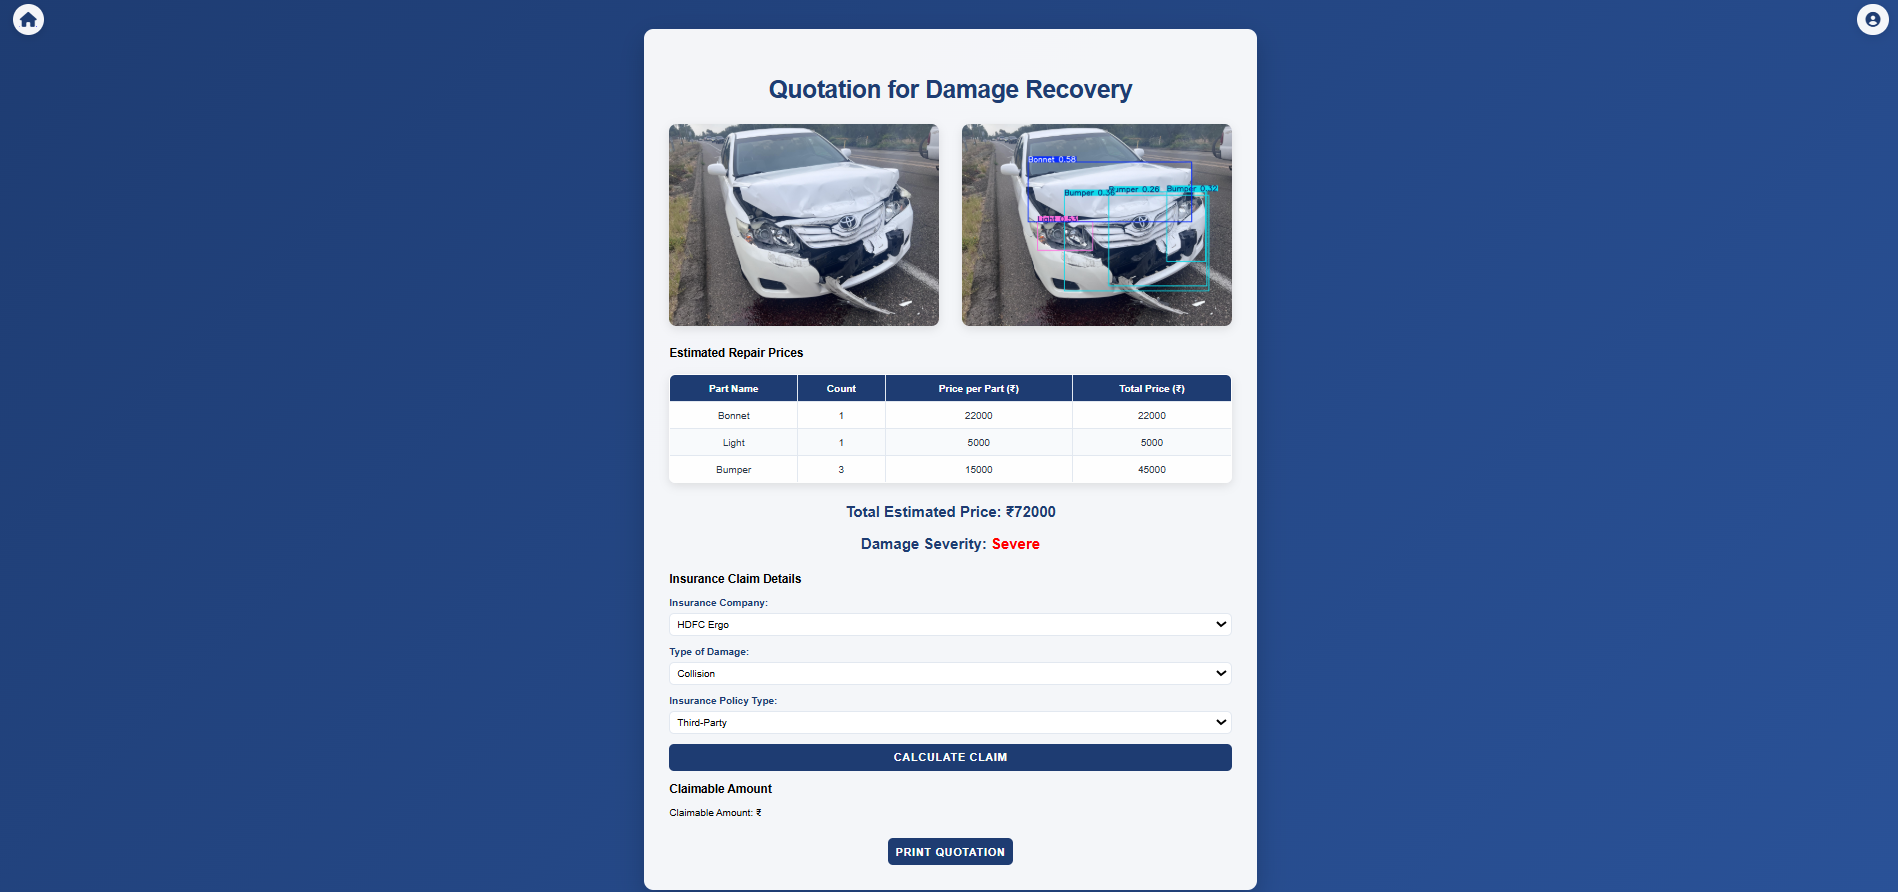 Quotation for Damage Recovery
Bonnet 0.58
Bumper 0.36
Bumper 0.26
Bumper 0.32
Light 0.53
Estimated Repair Prices
Part Name Count Price per Part (₹) Total Price (₹)
Bonnet 1 22000 22000
Light 1 5000 5000
Bumper 3 15000 45000
Total Estimated Price: ₹72000
Damage Severity: Severe
Insurance Claim Details
Insurance Company:
HDFC Ergo
Type of Damage:
Collision
Insurance Policy Type:
Third-Party
CALCULATE CLAIM
Claimable Amount
Claimable Amount: ₹
PRINT QUOTATION